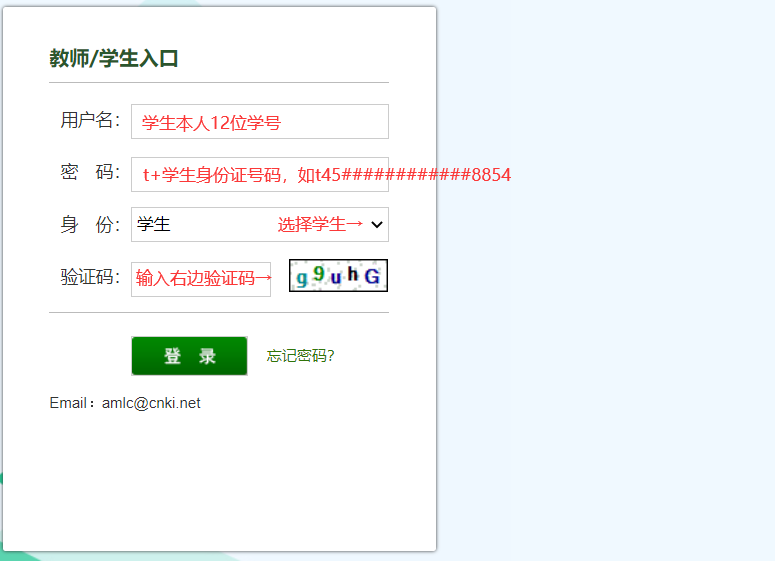 教师/学生入口
用户名： 学生本人12位学号
密 码： t+学生身份证号码，如t45############8854
身 份： 学生 选择学生→
验证码： 输入右边验证码→ g9uhG
登 录 忘记密码?
Email：amlc@cnki.net